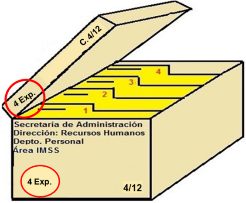 C. 4/12
4 Exp.
4
3
2
1
Secretaría de Administración
Dirección: Recursos Humanos
Depto. Personal
Área IMSS
4 Exp.
4/12